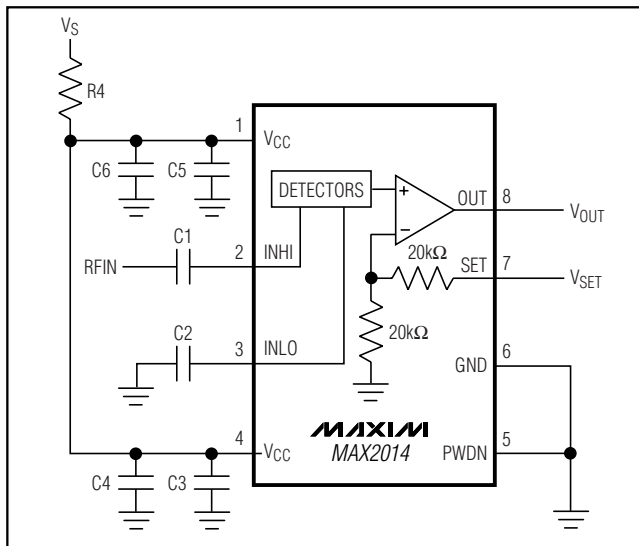 VS
R4
1
VCC
C6
C5
DETECTORS
+
−
OUT
8
VOUT
C1
RFIN
2
INHI
20kΩ
SET
7
VSET
C2
3
INLO
20kΩ
6
GND
4
VCC
MAXIM
MAX2014
5
PWDN
C4
C3